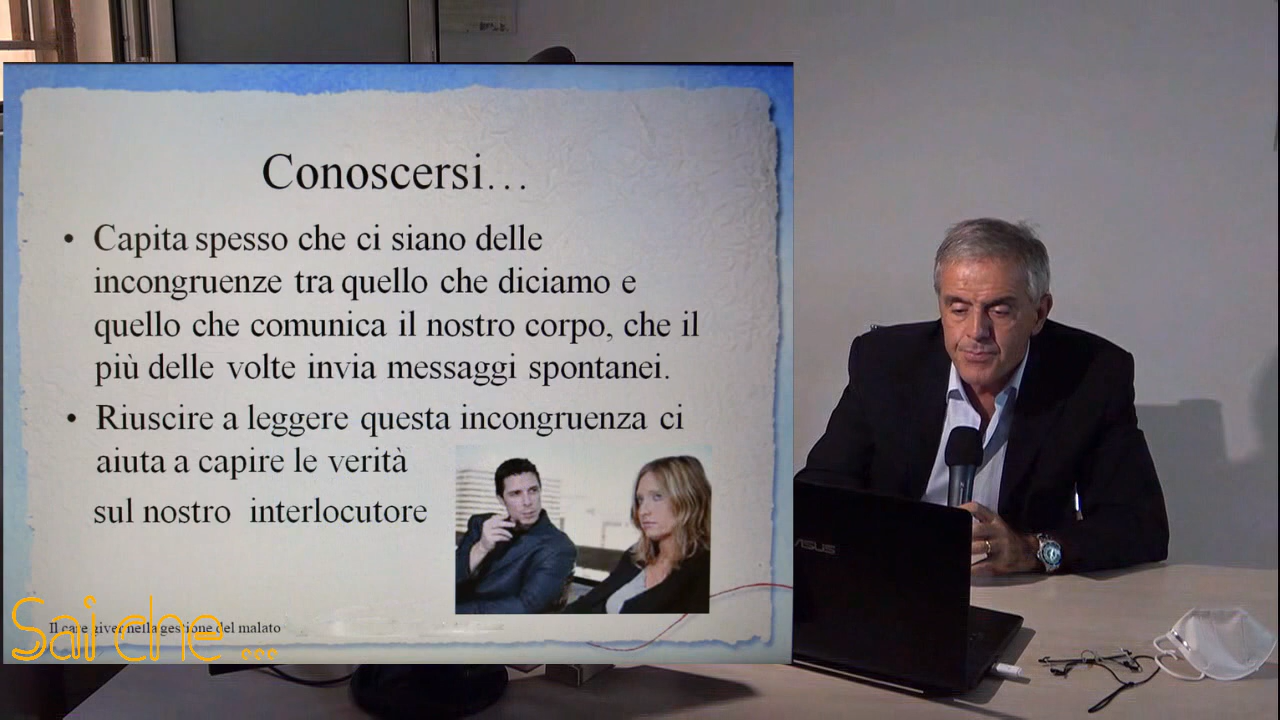 Conoscersi…
• Capita spesso che ci siano delle
incongruenze tra quello che diciamo e
quello che comunica il nostro corpo, che il
più delle volte invia messaggi spontanei.
• Riuscire a leggere questa incongruenza ci
aiuta a capire le verità
sul nostro interlocutore
Il care giver nella gestione del malato
Sai che ...
ASUS